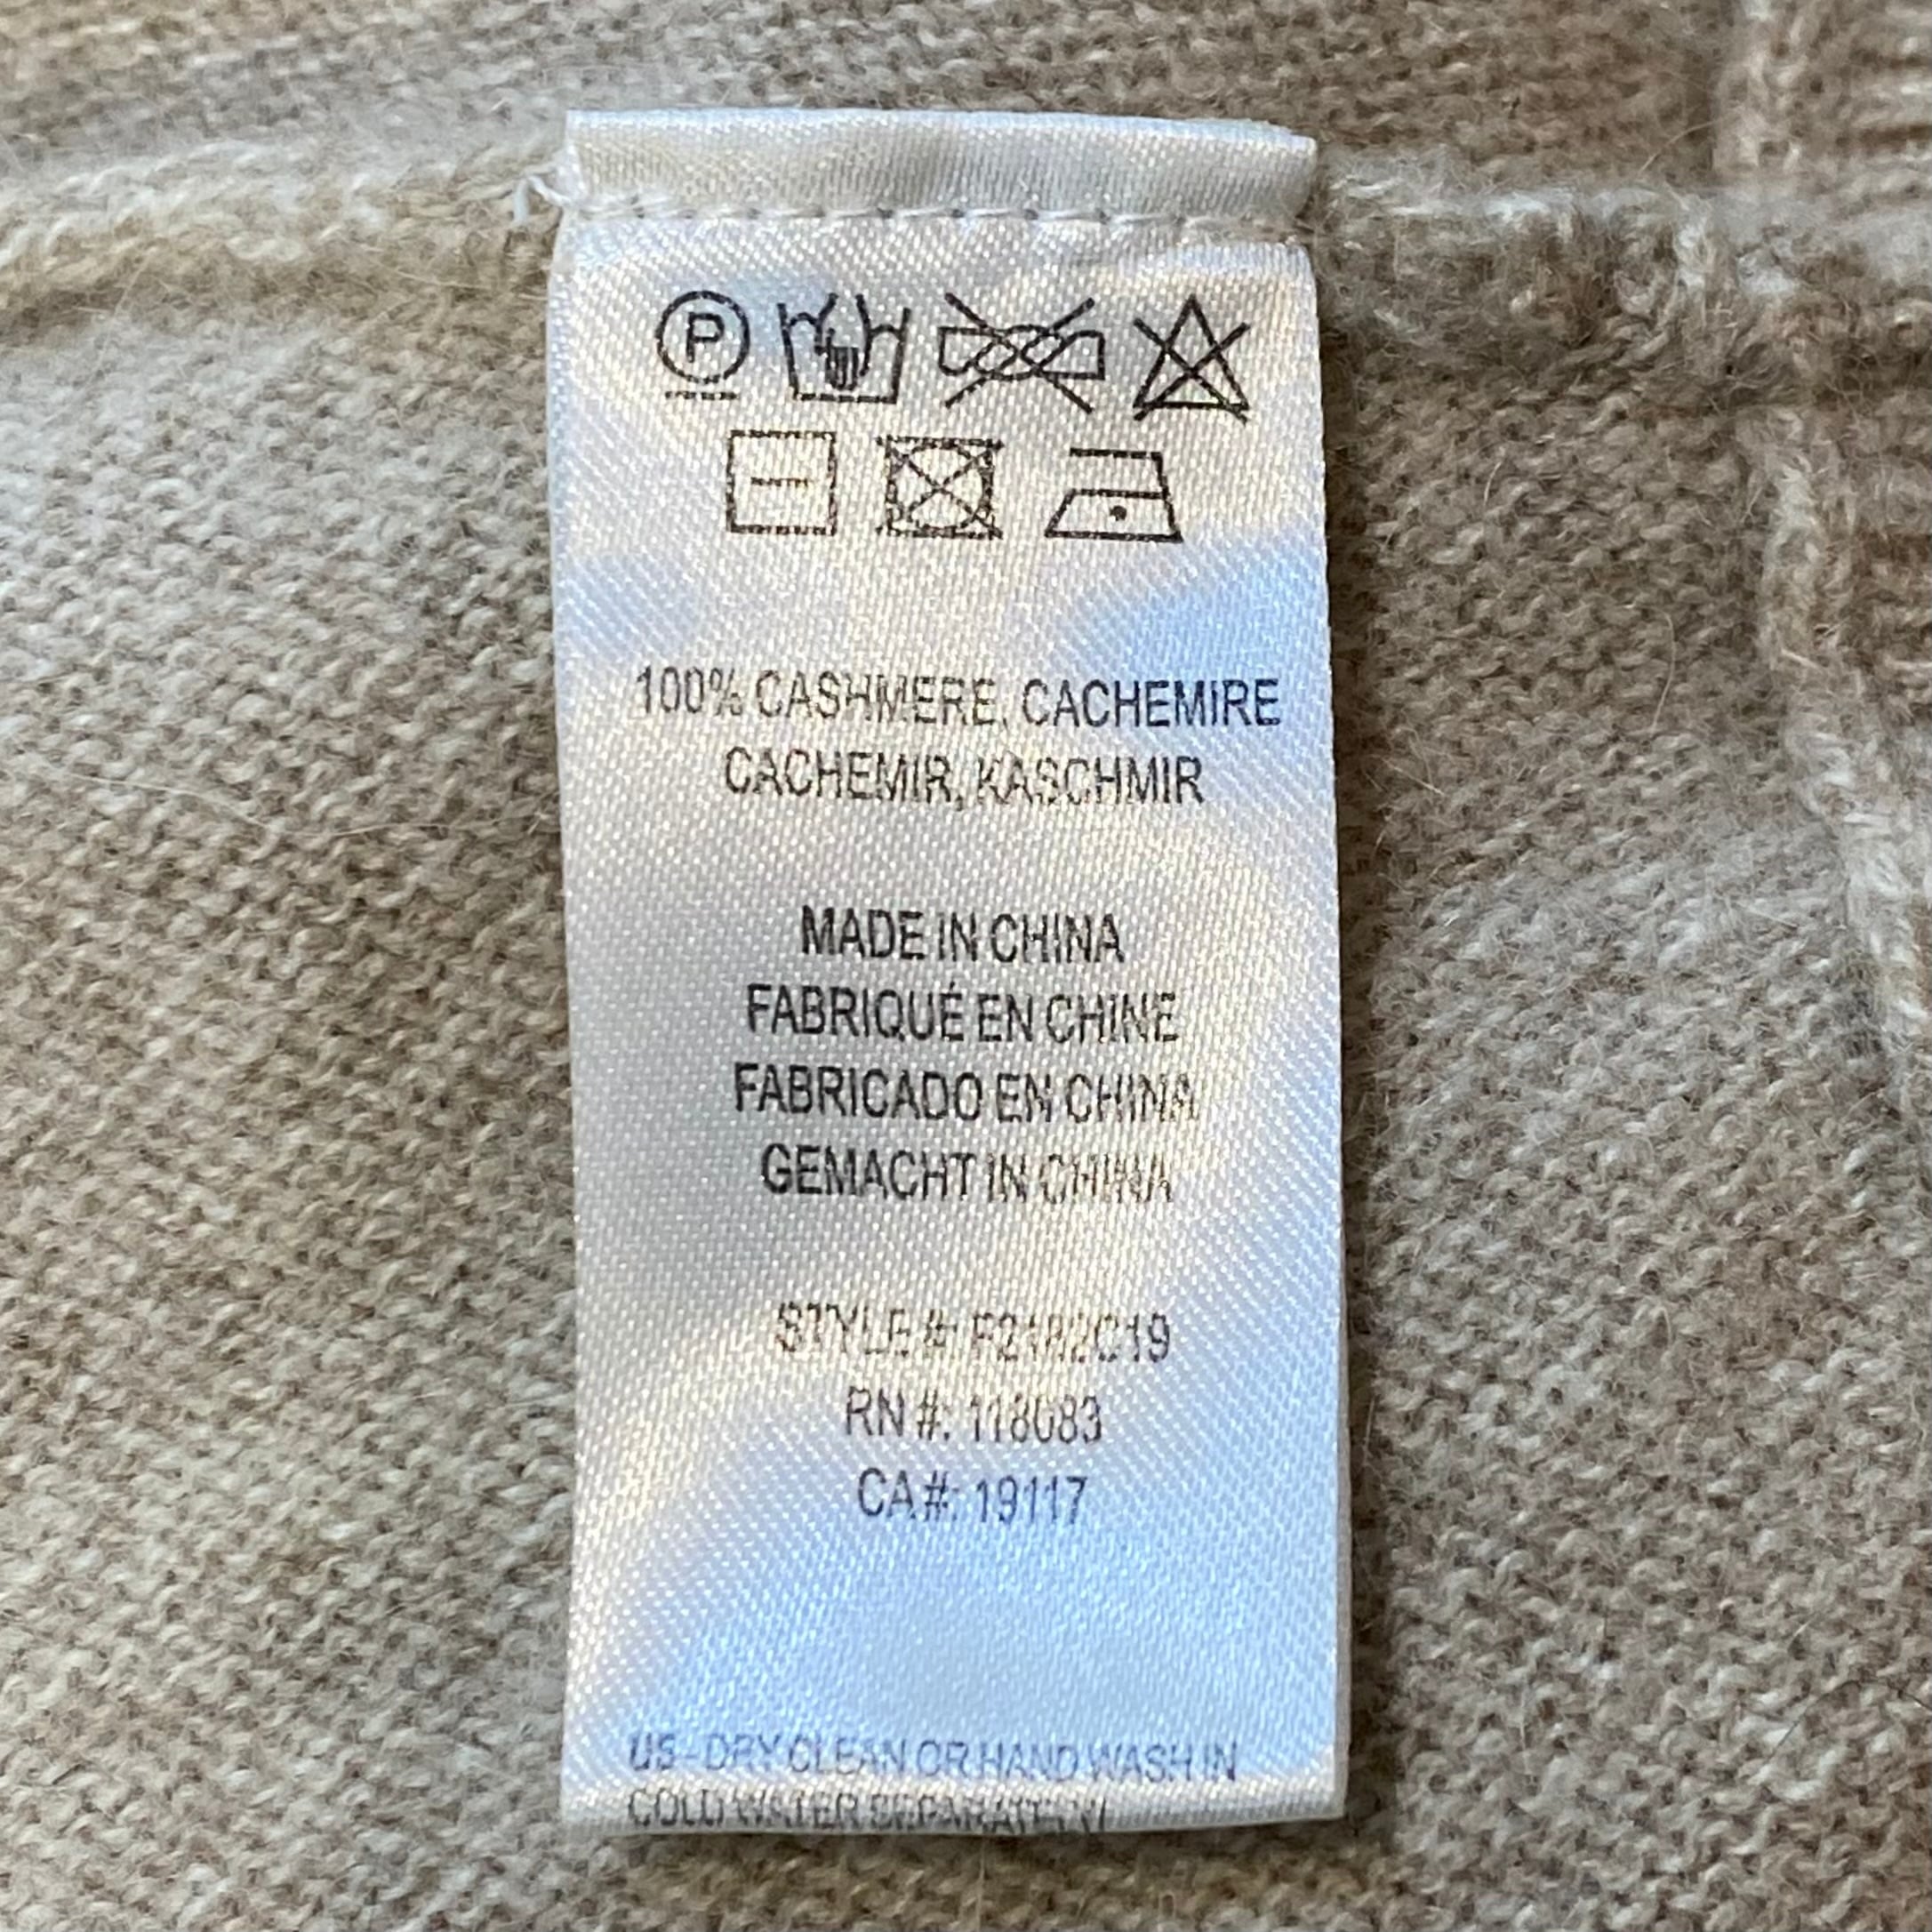 P
100% CASHMERE, CACHEMIRE
CACHEMIR, KASCHMIR
MADE IN CHINA
FABRIQUÉ EN CHINE
FABRICADO EN CHINA
GEMACHT IN CHINA
STYLE #: F2182C19
RN #: 118083
CA #: 19117
US - DRY CLEAN OR HAND WASH IN
COLD WATER SEPARATELY